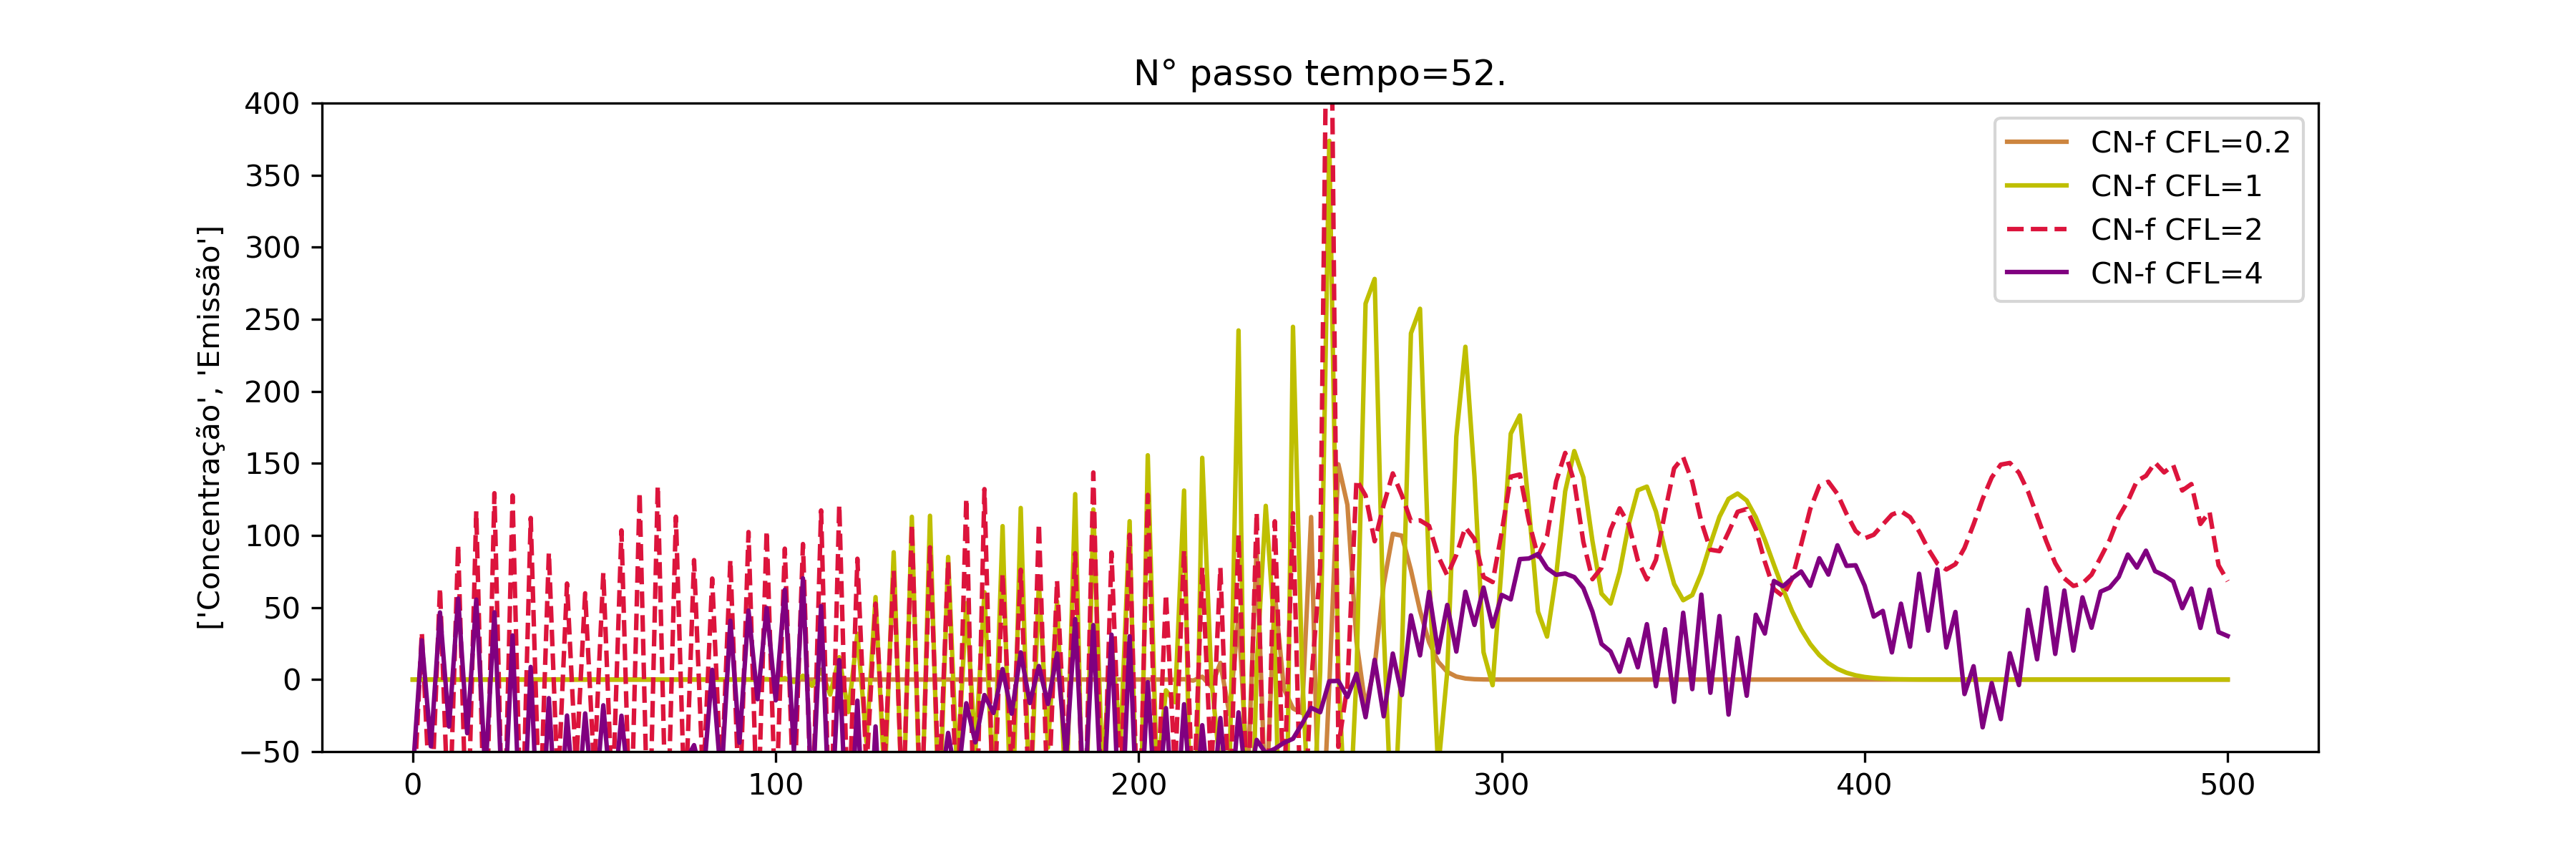 N° passo tempo=52.
['Concentração', 'Emissão']
400
350
300
250
200
150
100
50
0
−50
0 100 200 300 400 500
CN-f CFL=0.2
CN-f CFL=1
CN-f CFL=2
CN-f CFL=4